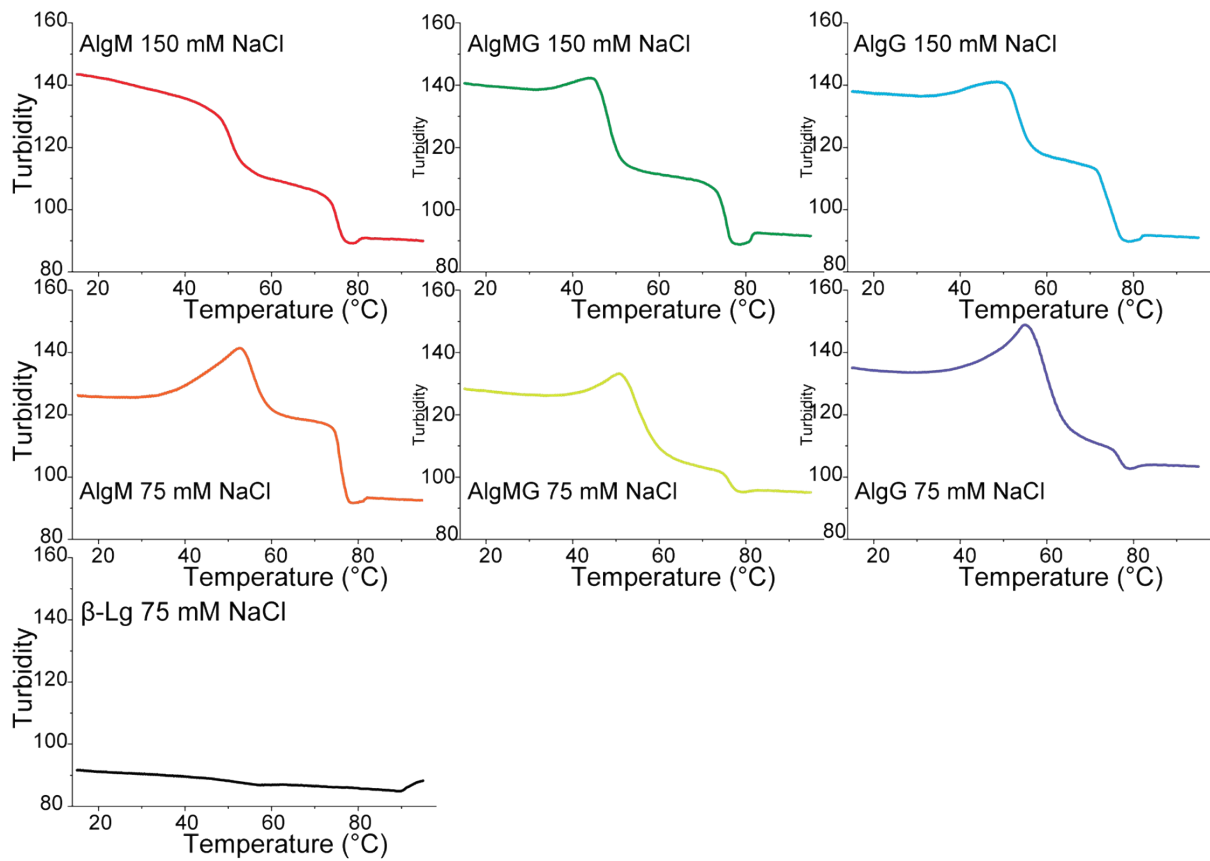 160
AlgM 150 mM NaCl
140
120
100
80
Turbidity
20 40 60 80
Temperature (°C)
160
AlgMG 150 mM NaCl
140
120
100
80
Turbidity
20 40 60 80
Temperature (°C)
160
AlgG 150 mM NaCl
140
120
100
80
Turbidity
20 40 60 80
Temperature (°C)
160
140
120
100
AlgM 75 mM NaCl
80
Turbidity
20 40 60 80
Temperature (°C)
160
140
120
100
AlgMG 75 mM NaCl
80
Turbidity
20 40 60 80
Temperature (°C)
160
140
120
100
AlgG 75 mM NaCl
80
Turbidity
20 40 60 80
Temperature (°C)
160
β-Lg 75 mM NaCl
140
120
100
80
Turbidity
20 40 60 80
Temperature (°C)